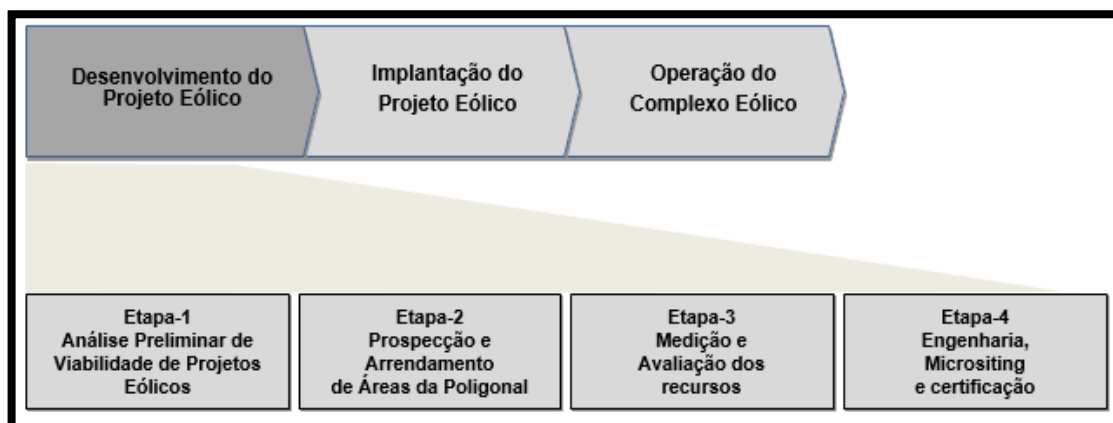 Desenvolvimento do
Projeto Eólico
Implantação do
Projeto Eólico
Operação do
Complexo Eólico
Etapa-1
Análise Preliminar de
Viabilidade de Projetos
Eólicos
Etapa-2
Prospecção e
Arrendamento
de Áreas da Poligonal
Etapa-3
Medição e
Avaliação dos
recursos
Etapa-4
Engenharia,
Micrositing
e certificação